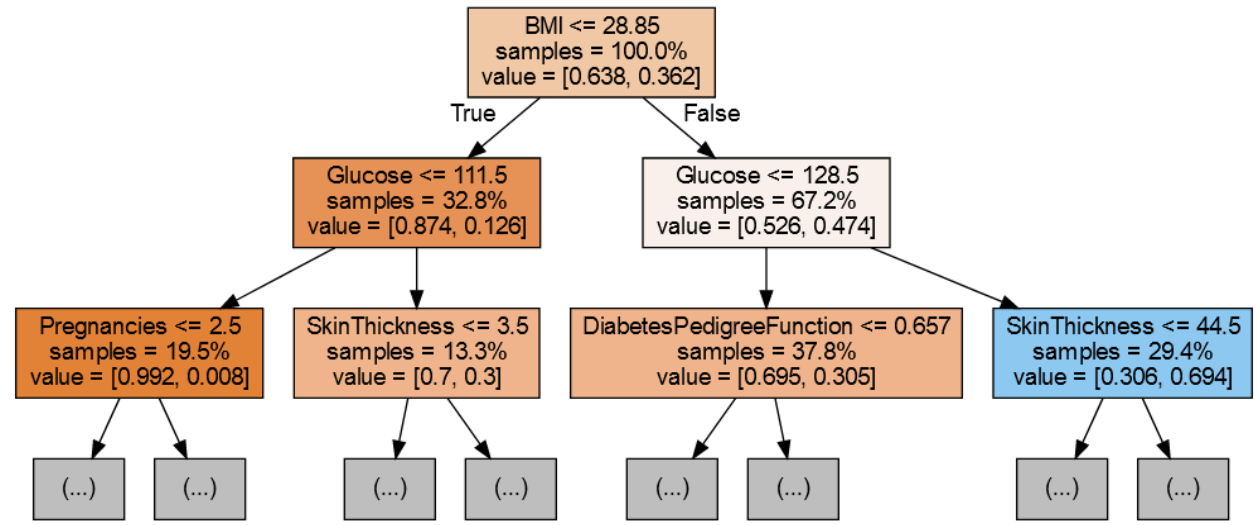 BMI <= 28.85
samples = 100.0%
value = [0.638, 0.362]
True
False
Glucose <= 111.5
samples = 32.8%
value = [0.874, 0.126]
Glucose <= 128.5
samples = 67.2%
value = [0.526, 0.474]
Pregnancies <= 2.5
samples = 19.5%
value = [0.992, 0.008]
SkinThickness <= 3.5
samples = 13.3%
value = [0.7, 0.3]
DiabetesPedigreeFunction <= 0.657
samples = 37.8%
value = [0.695, 0.305]
SkinThickness <= 44.5
samples = 29.4%
value = [0.306, 0.694]
(...)
(...)
(...)
(...)
(...)
(...)
(...)
(...)